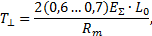 T⊥ = 2(0,6 …0,7)E_Σ · L_0 / R_m,